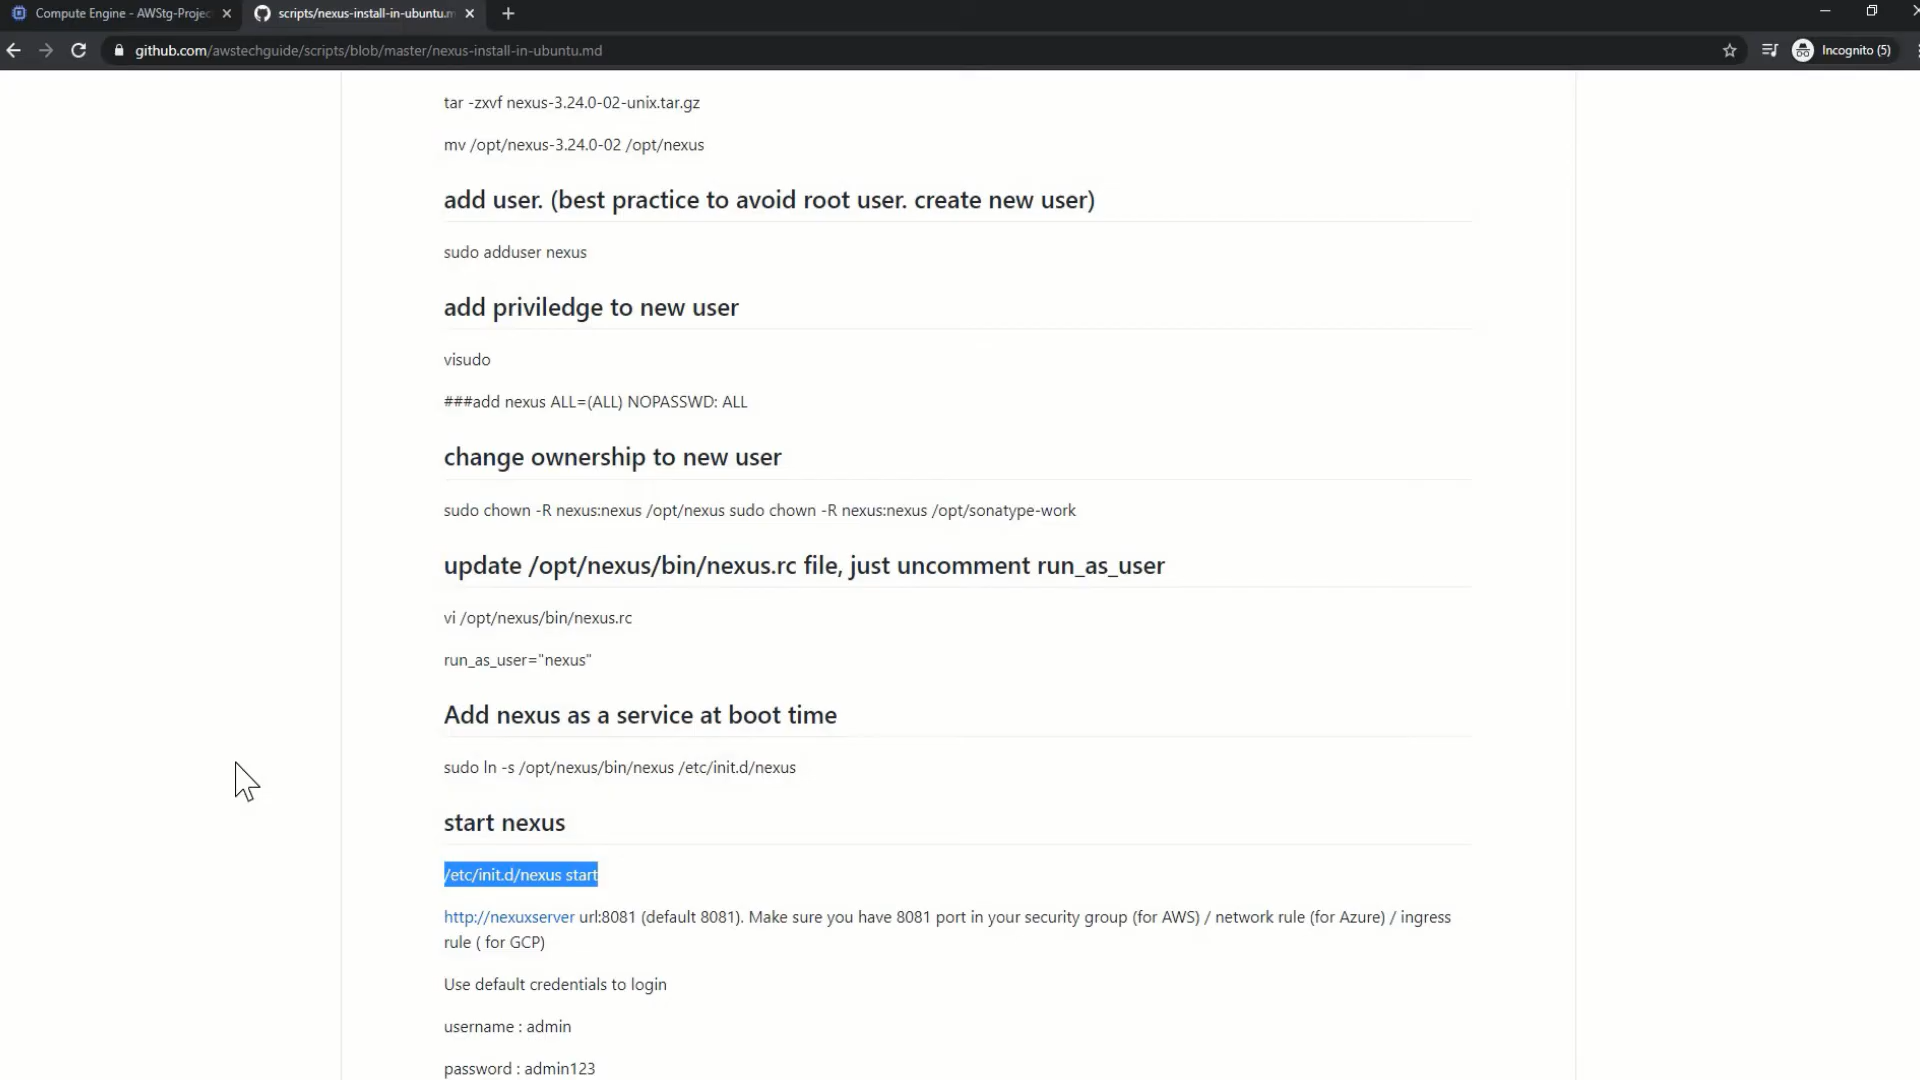 Compute Engine - AWStg-Projec
scripts/nexus-install-in-ubuntu.m
github.com/awstechguide/scripts/blob/master/nexus-install-in-ubuntu.md
Incognito (5)
tar -zxvf nexus-3.24.0-02-unix.tar.gz
mv /opt/nexus-3.24.0-02 /opt/nexus
add user. (best practice to avoid root user. create new user)
sudo adduser nexus
add priviledge to new user
visudo
###add nexus ALL=(ALL) NOPASSWD: ALL
change ownership to new user
sudo chown -R nexus:nexus /opt/nexus sudo chown -R nexus:nexus /opt/sonatype-work
update /opt/nexus/bin/nexus.rc file, just uncomment run_as_user
vi /opt/nexus/bin/nexus.rc
run_as_user="nexus"
Add nexus as a service at boot time
sudo ln -s /opt/nexus/bin/nexus /etc/init.d/nexus
start nexus
/etc/init.d/nexus start
http://nexuxserver url:8081 (default 8081). Make sure you have 8081 port in your security group (for AWS) / network rule (for Azure) / ingress
rule ( for GCP)
Use default credentials to login
username : admin
password : admin123